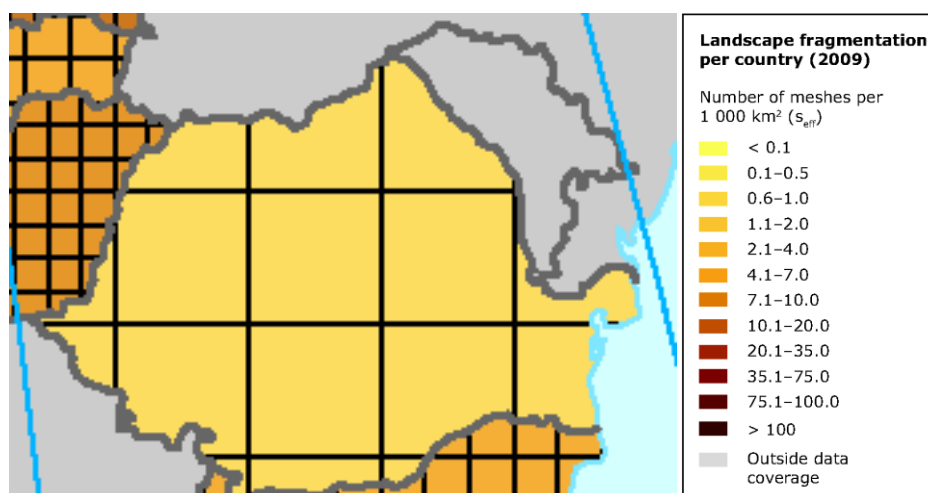 Landscape fragmentation
per country (2009)
Number of meshes per
1 000 km² (seff)
< 0.1
0.1–0.5
0.6–1.0
1.1–2.0
2.1–4.0
4.1–7.0
7.1–10.0
10.1–20.0
20.1–35.0
35.1–75.0
75.1–100.0
> 100
Outside data
coverage